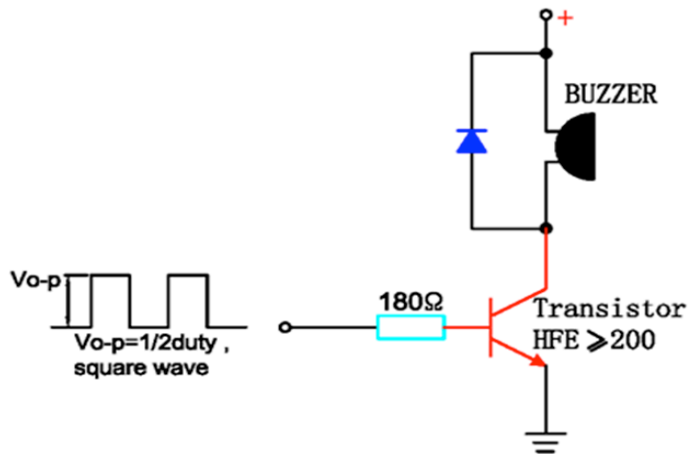 +
BUZZER
Vo-p
180Ω
Transistor
HFE ⩾200
Vo-p=1/2duty ,
square wave